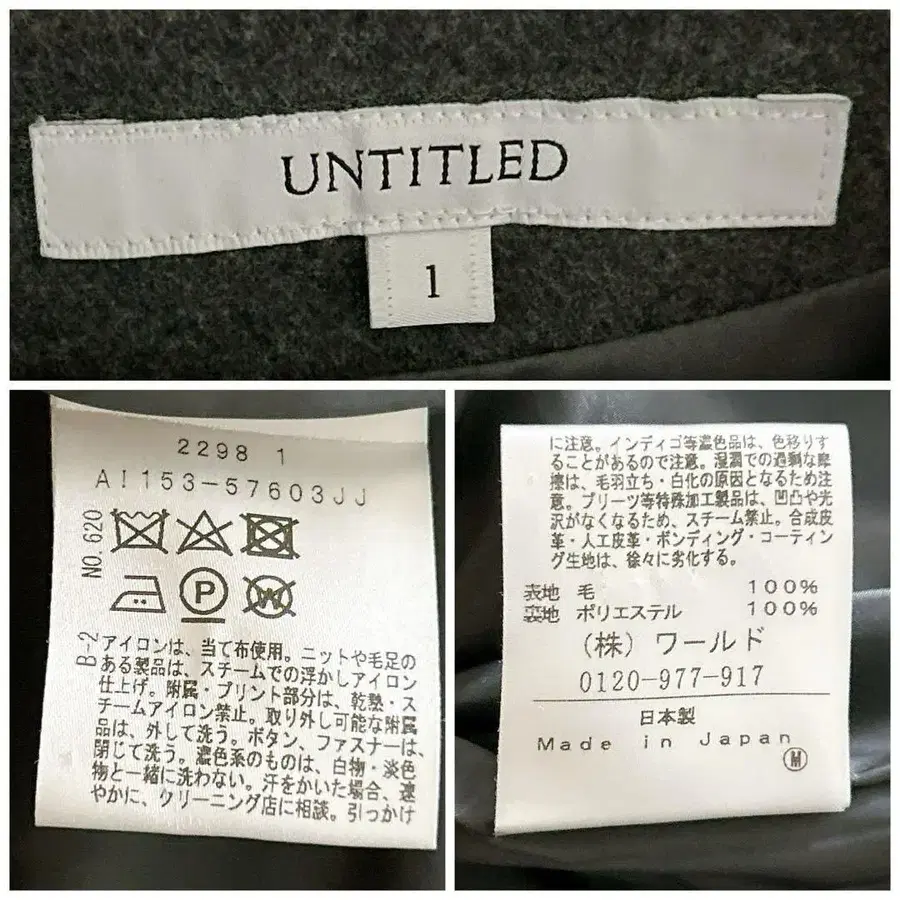 UNTITLED
1
2298 1
AI153-57603JJ
NO.620
P
W
B-2
アイロンは、当て布使用。ニットや毛足の
ある製品は、スチームでの浮かしアイロン
仕上げ。附属・プリント部分は、乾熱・ス
チームアイロン禁止。取り外し可能な附属
品は、外して洗う。ボタン、ファスナーは、
閉じて洗う。濃色系のものは、白物・淡色
物と一緒に洗わない。汗をかいた場合、速
やかに、クリーニング店に相談。引っかけ
に注意。インディゴ等濃色品は、色移りす
ることがあるので注意。湿潤での過剰な摩
擦は、毛羽立ち・白化の原因となるため注
意。プリーツ等特殊加工製品は、凹凸や光
沢がなくなるため、スチーム禁止。合成皮
革・人工皮革・ボンディング・コーティン
グ生地は、徐々に劣化する。
表地 毛 100%
裏地 ポリエステル 100%
(株) ワールド
0120-977-917
日本製
Made in Japan
M